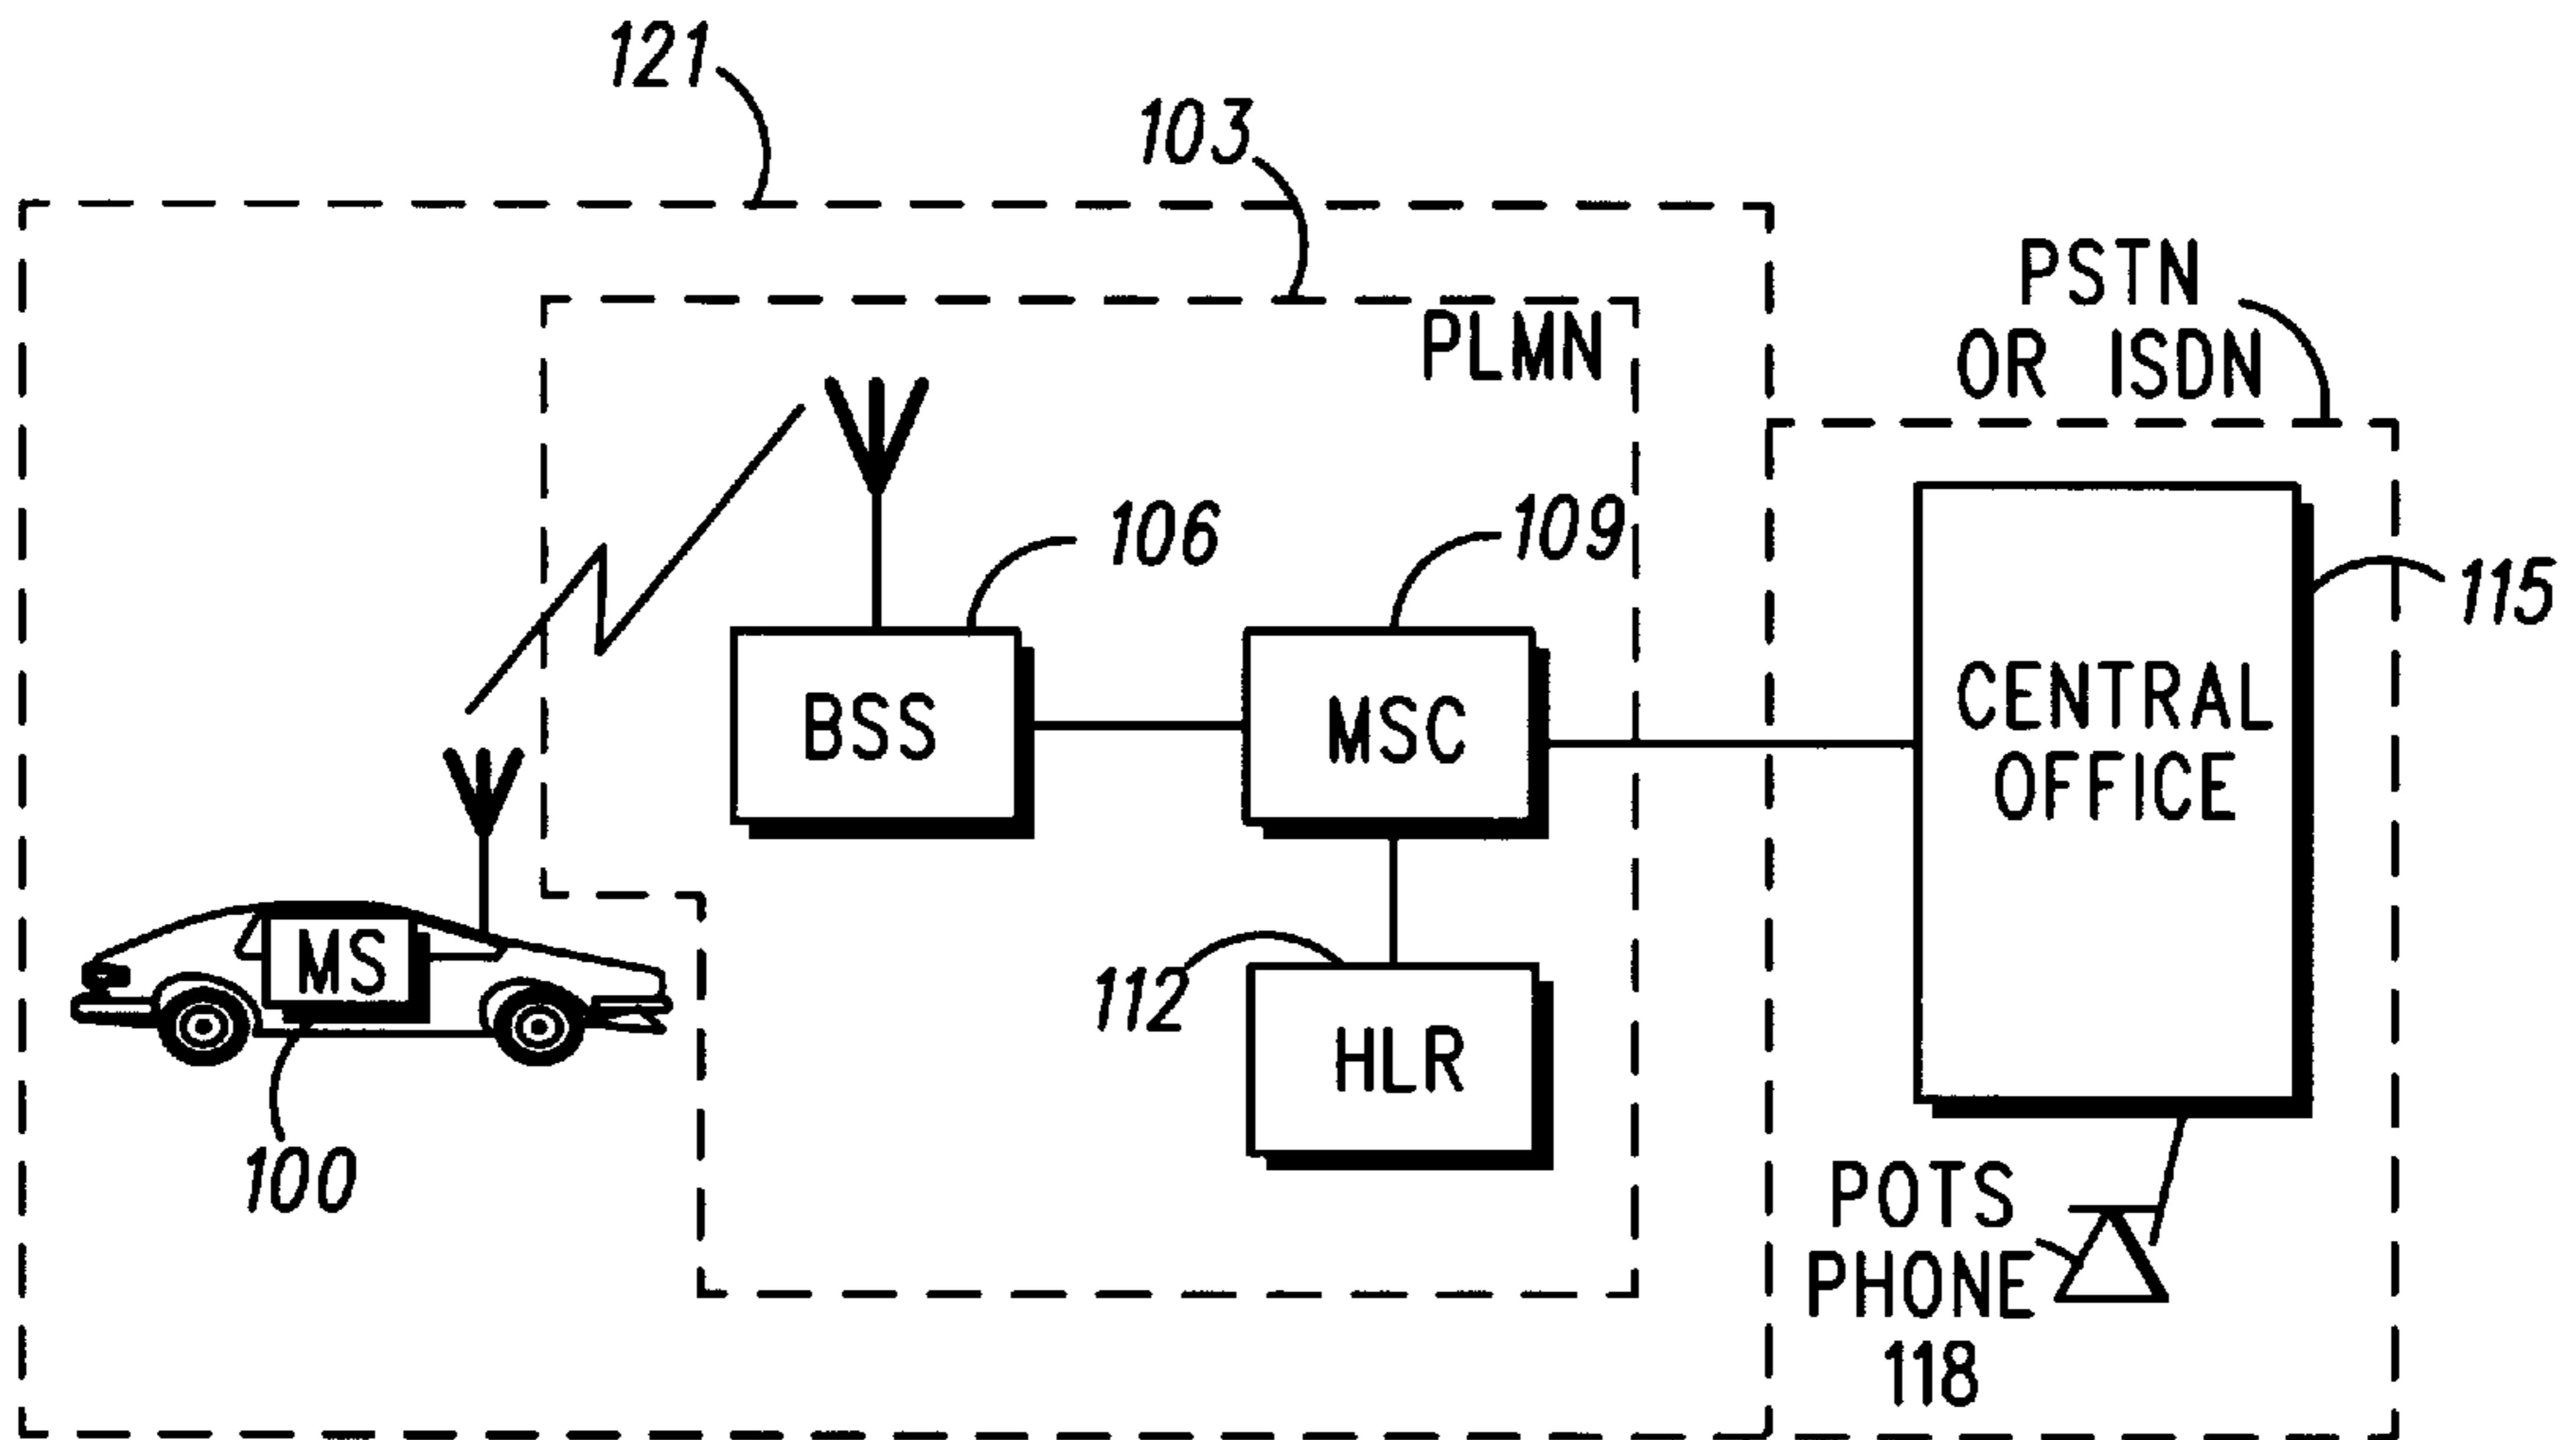 121
103
PSTN
OR ISDN
PLMN
106
109
115
BSS
MSC
CENTRAL
OFFICE
MS
112
HLR
100
POTS
PHONE
118